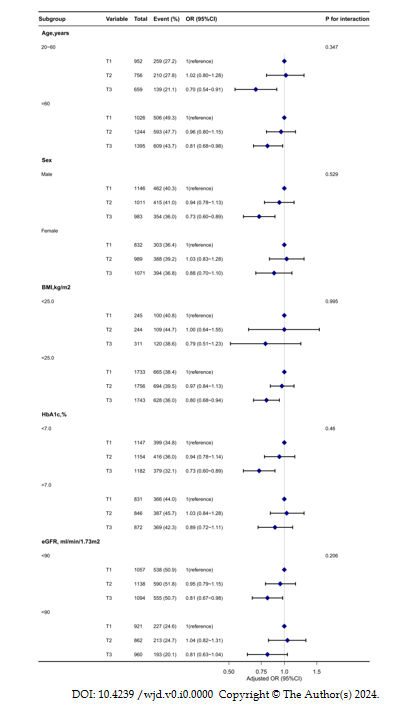 Subgroup Variable Total Event (%) OR (95%CI) P for interaction
Age,years
20−60 0.347
T1 952 259 (27.2) 1(reference)
T2 756 210 (27.8) 1.02 (0.80−1.28)
T3 659 139 (21.1) 0.70 (0.54−0.91)
≥60
T1 1026 506 (49.3) 1(reference)
T2 1244 593 (47.7) 0.96 (0.80−1.15)
T3 1395 609 (43.7) 0.81 (0.68−0.98)
Sex
Male 0.529
T1 1146 462 (40.3) 1(reference)
T2 1011 415 (41.0) 0.94 (0.78−1.13)
T3 983 354 (36.0) 0.73 (0.60−0.89)
Female
T1 832 303 (36.4) 1(reference)
T2 989 388 (39.2) 1.03 (0.83−1.28)
T3 1071 394 (36.8) 0.88 (0.70−1.10)
BMI,kg/m2
<25.0 0.995
T1 245 100 (40.8) 1(reference)
T2 244 109 (44.7) 1.00 (0.64−1.55)
T3 311 120 (38.6) 0.79 (0.51−1.23)
≥25.0
T1 1733 665 (38.4) 1(reference)
T2 1756 694 (39.5) 0.97 (0.84−1.13)
T3 1743 628 (36.0) 0.80 (0.68−0.94)
HbA1c,%
<7.0 0.46
T1 1147 399 (34.8) 1(reference)
T2 1154 416 (36.0) 0.94 (0.78−1.14)
T3 1182 379 (32.1) 0.73 (0.60−0.89)
≥7.0
T1 831 366 (44.0) 1(reference)
T2 846 387 (45.7) 1.03 (0.84−1.28)
T3 872 369 (42.3) 0.89 (0.72−1.11)
eGFR, ml/min/1.73m2
<90 0.206
T1 1057 538 (50.9) 1(reference)
T2 1138 590 (51.8) 0.95 (0.79−1.15)
T3 1094 555 (50.7) 0.81 (0.67−0.98)
≥90
T1 921 227 (24.6) 1(reference)
T2 862 213 (24.7) 1.04 (0.82−1.31)
T3 960 193 (20.1) 0.81 (0.63−1.04)
0.50 0.75 1.0 1.5
Adjusted OR (95%CI)
DOI: 10.4239 /wjd.v0.i0.0000 Copyright © The Author(s) 2024.